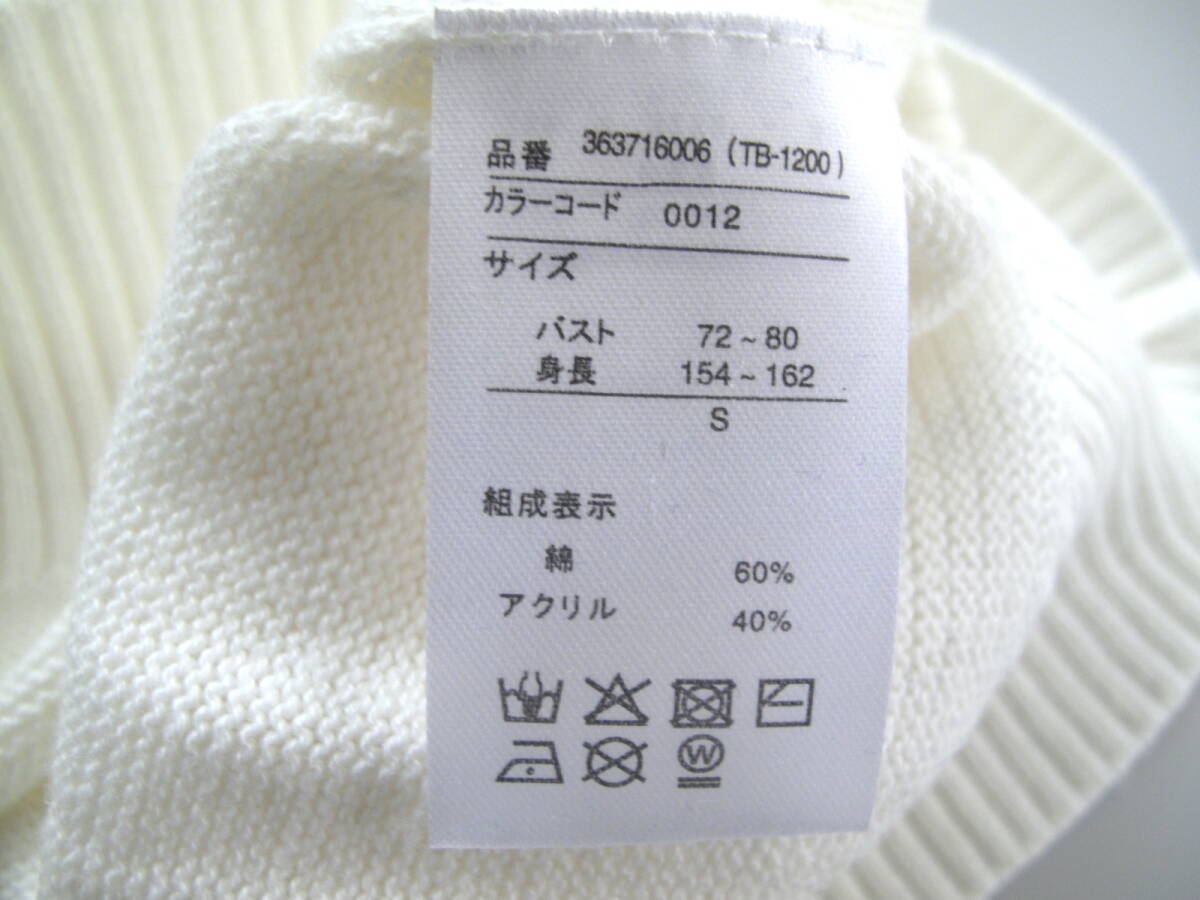 品番 363716006 (TB-1200)
カラーコード 0012
サイズ
バスト 72~80
身長 154~162
S
組成表示
綿 60%
アクリル 40%
W